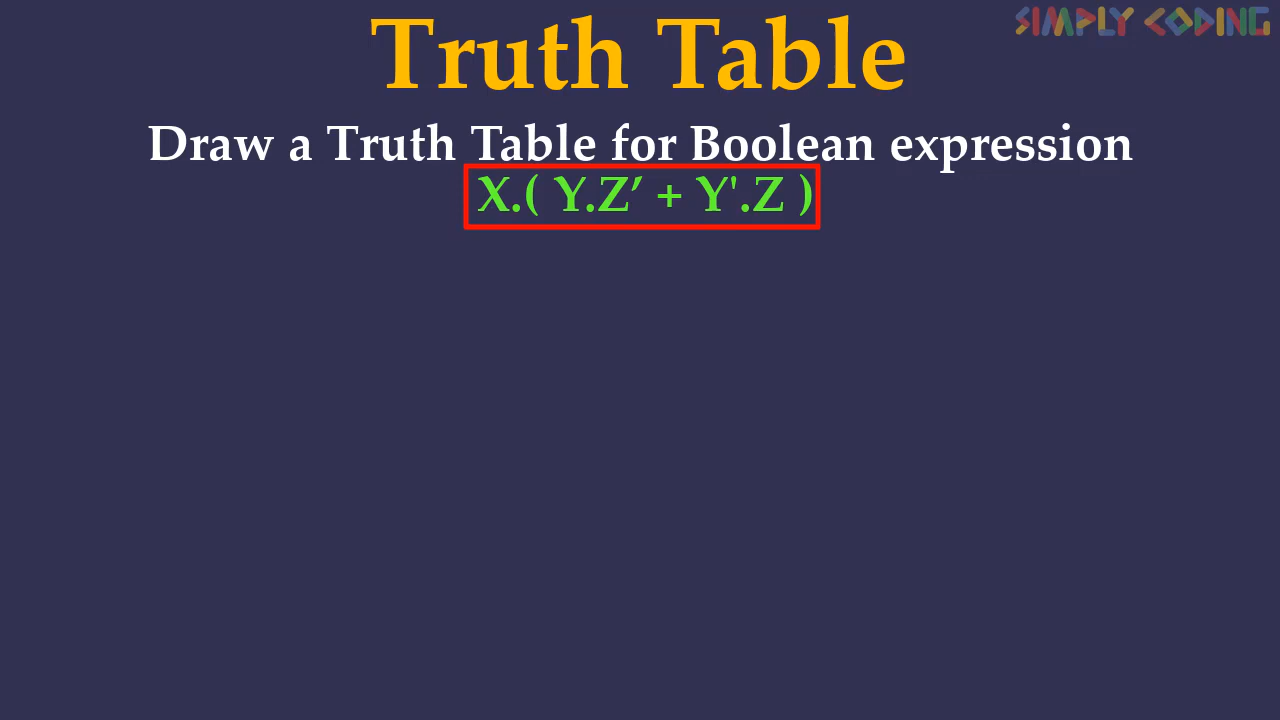 SIMPLY CODING
Truth Table
Draw a Truth Table for Boolean expression
X.( Y.Z’ + Y'.Z )